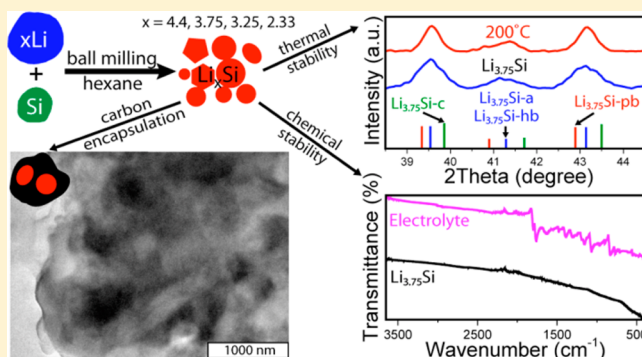 x = 4.4, 3.75, 3.25, 2.33
xLi
+
Si
ball milling
hexane
LiₓSi
thermal
stability
carbon
encapsulation
chemical
stability
1000 nm
Intensity (a.u.)
200°C
Li₃.₇₅Si
Li₃.₇₅Si-c
Li₃.₇₅Si-a
Li₃.₇₅Si-hb
Li₃.₇₅Si-pb
39 40 41 42 43 44
2Theta (degree)
Transmittance (%)
Electrolyte
Li₃.₇₅Si
3500 2500 1500 500
Wavenumber (cm⁻¹)